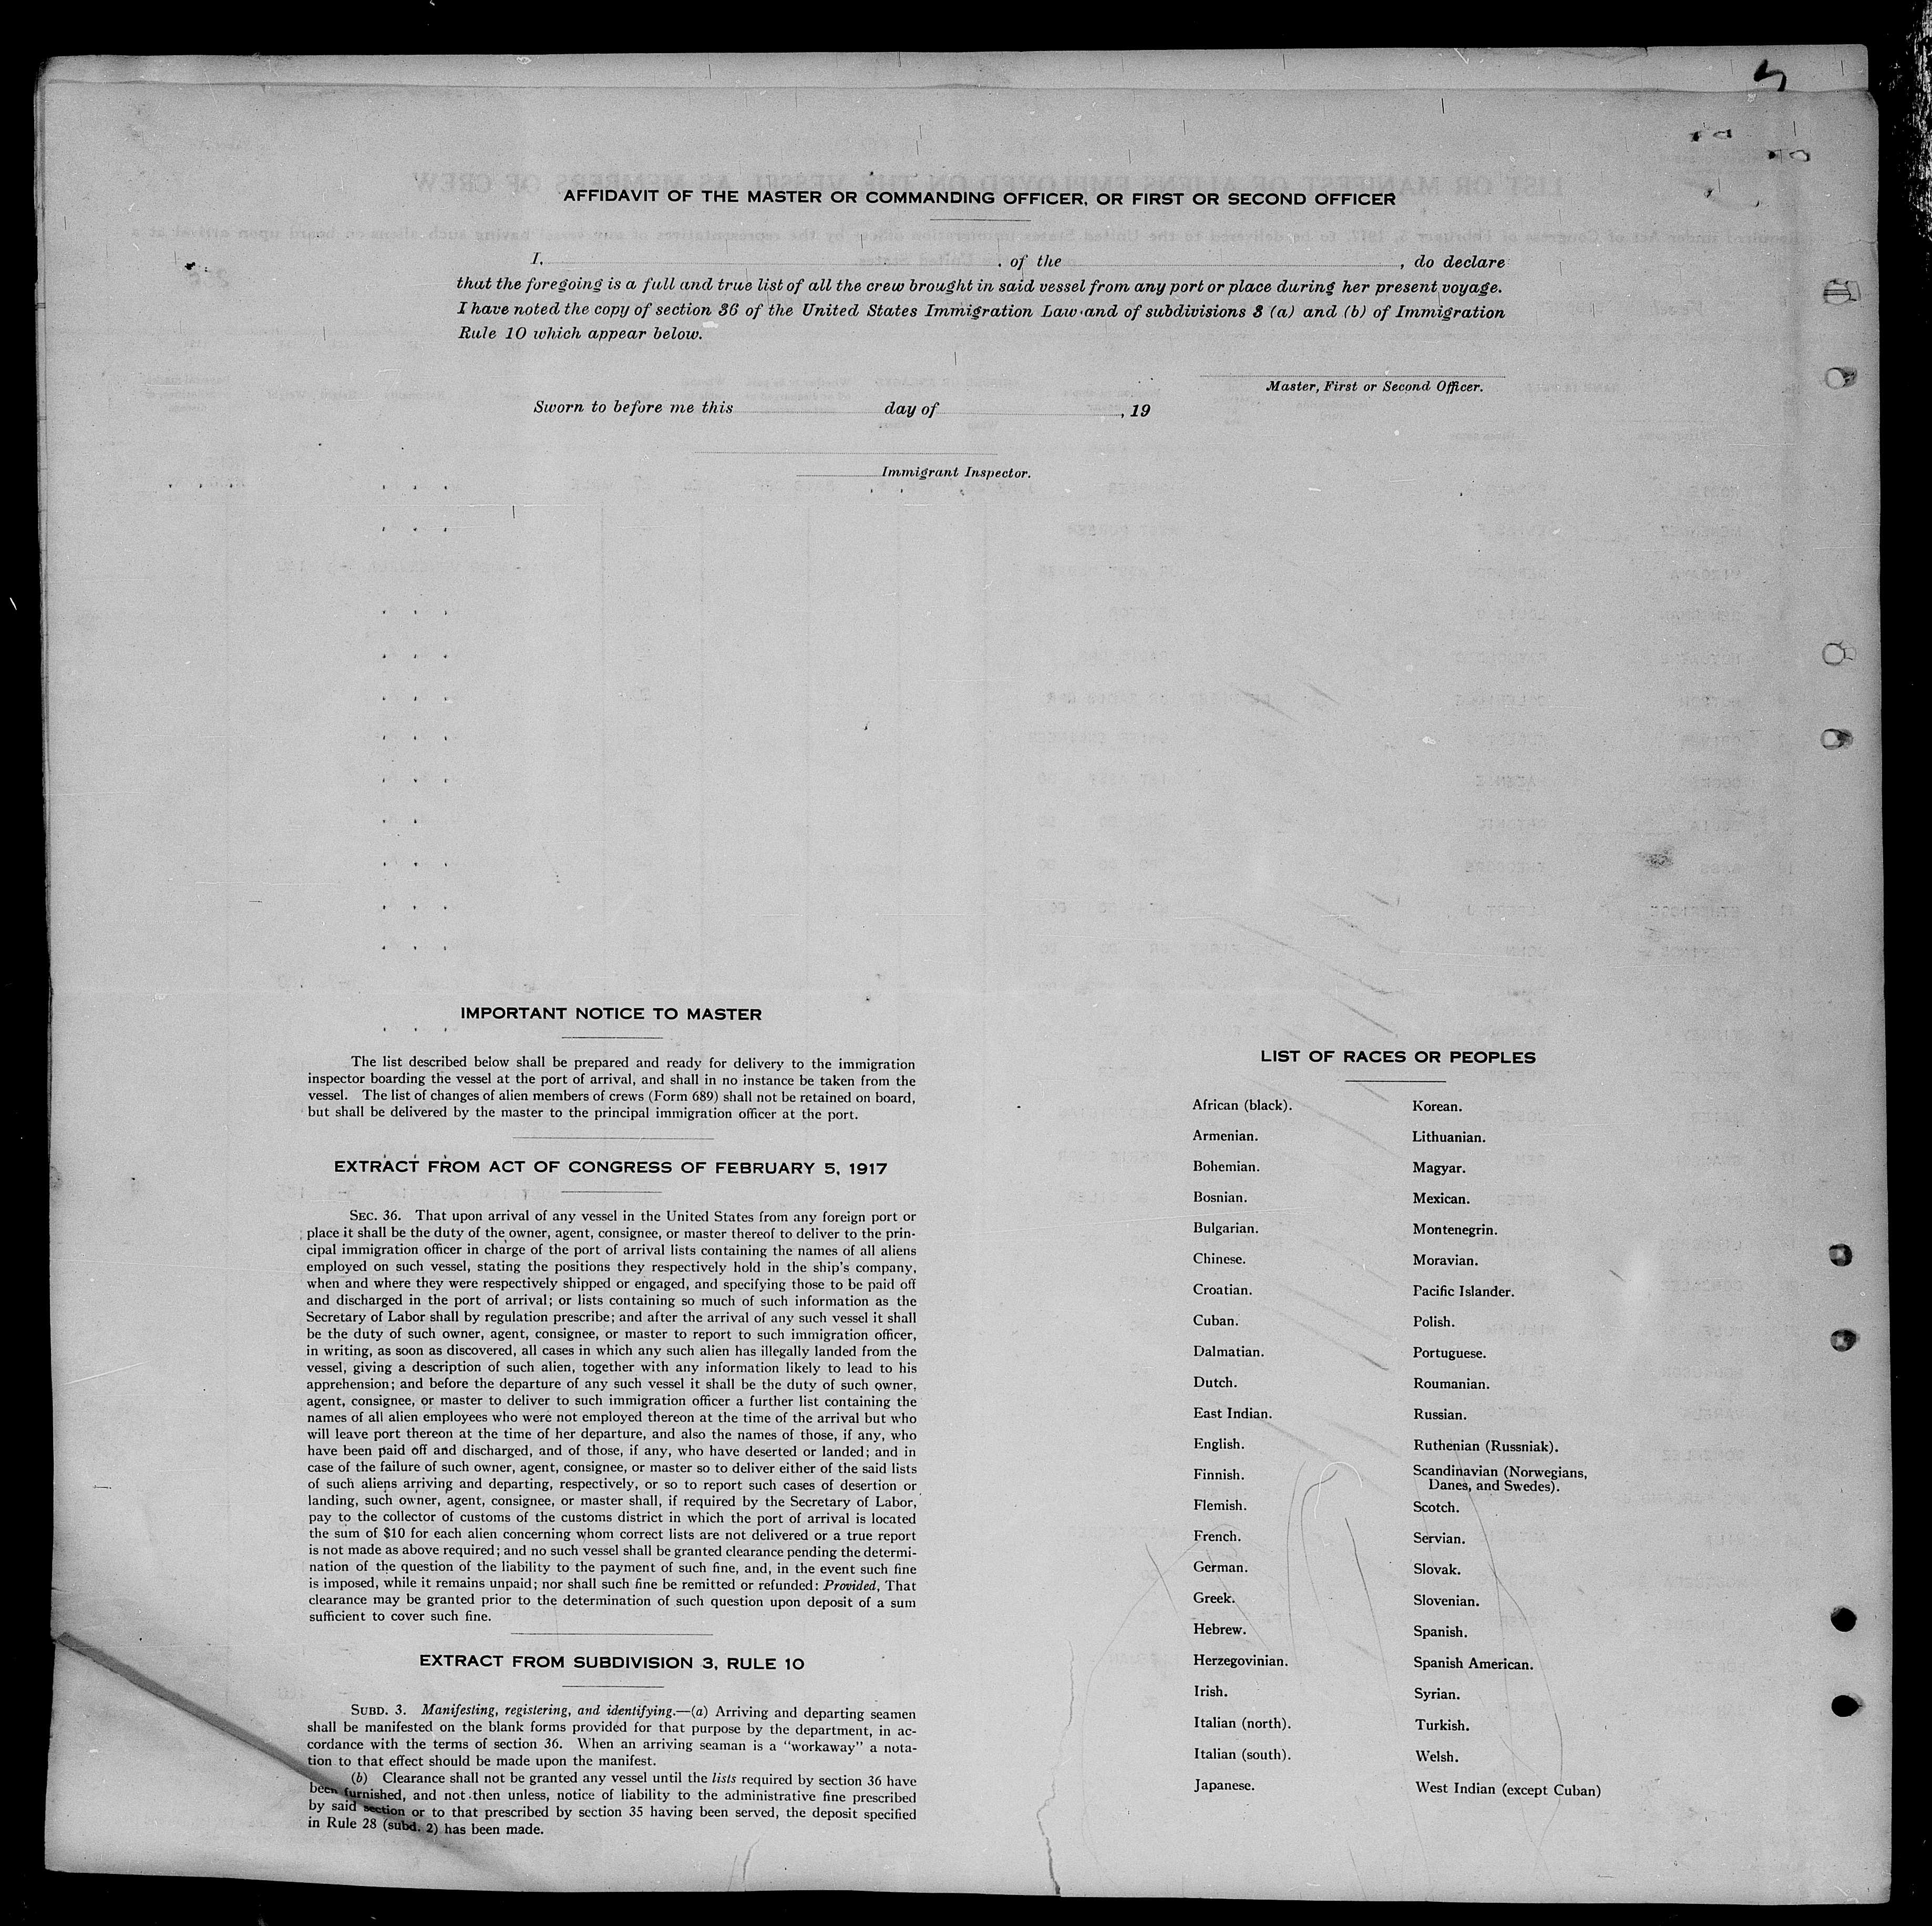 AFFIDAVIT OF THE MASTER OR COMMANDING OFFICER, OR FIRST OR SECOND OFFICER
I, , of the , do declare
that the foregoing is a full and true list of all the crew brought in said vessel from any port or place during her present voyage.
I have noted the copy of section 36 of the United States Immigration Law and of subdivisions 3 (a) and (b) of Immigration
Rule 10 which appear below.
Master, First or Second Officer.
Sworn to before me this day of , 19
Immigrant Inspector.
IMPORTANT NOTICE TO MASTER
The list described below shall be prepared and ready for delivery to the immigration
inspector boarding the vessel at the port of arrival, and shall in no instance be taken from the
vessel. The list of changes of alien members of crews (Form 689) shall not be retained on board,
but shall be delivered by the master to the principal immigration officer at the port.
EXTRACT FROM ACT OF CONGRESS OF FEBRUARY 5, 1917
SEC. 36. That upon arrival of any vessel in the United States from any foreign port or
place it shall be the duty of the owner, agent, consignee, or master thereof to deliver to the prin-
cipal immigration officer in charge of the port of arrival lists containing the names of all aliens
employed on such vessel, stating the positions they respectively hold in the ship's company,
when and where they were respectively shipped or engaged, and specifying those to be paid off
and discharged in the port of arrival; or lists containing so much of such information as the
Secretary of Labor shall by regulation prescribe; and after the arrival of any such vessel it shall
be the duty of such owner, agent, consignee, or master to report to such immigration officer,
in writing, as soon as discovered, all cases in which any such alien has illegally landed from the
vessel, giving a description of such alien, together with any information likely to lead to his
apprehension; and before the departure of any such vessel it shall be the duty of such owner,
agent, consignee, or master to deliver to such immigration officer a further list containing the
names of all alien employees who were not employed thereon at the time of the arrival but who
will leave port thereon at the time of her departure, and also the names of those, if any, who
have been paid off and discharged, and of those, if any, who have deserted or landed; and in
case of the failure of such owner, agent, consignee, or master so to deliver either of the said lists
of such aliens arriving and departing, respectively, or so to report such cases of desertion or
landing, such owner, agent, consignee, or master shall, if required by the Secretary of Labor,
pay to the collector of customs of the customs district in which the port of arrival is located
the sum of $10 for each alien concerning whom correct lists are not delivered or a true report
is not made as above required; and no such vessel shall be granted clearance pending the determi-
nation of the question of the liability to the payment of such fine, and, in the event such fine
is imposed, while it remains unpaid; nor shall such fine be remitted or refunded: Provided, That
clearance may be granted prior to the determination of such question upon deposit of a sum
sufficient to cover such fine.
EXTRACT FROM SUBDIVISION 3, RULE 10
SUBD. 3. Manifesting, registering, and identifying.—(a) Arriving and departing seamen
shall be manifested on the blank forms provided for that purpose by the department, in ac-
cordance with the terms of section 36. When an arriving seaman is a "workaway" a nota-
tion to that effect should be made upon the manifest.
(b) Clearance shall not be granted any vessel until the lists required by section 36 have
been furnished, and not then unless, notice of liability to the administrative fine prescribed
by said section or to that prescribed by section 35 having been served, the deposit specified
in Rule 28 (subd. 2) has been made.
LIST OF RACES OR PEOPLES
African (black).
Armenian.
Bohemian.
Bosnian.
Bulgarian.
Chinese.
Croatian.
Cuban.
Dalmatian.
Dutch.
East Indian.
English.
Finnish.
Flemish.
French.
German.
Greek.
Hebrew.
Herzegovinian.
Irish.
Italian (north).
Italian (south).
Japanese.
Korean.
Lithuanian.
Magyar.
Mexican.
Montenegrin.
Moravian.
Pacific Islander.
Polish.
Portuguese.
Roumanian.
Russian.
Ruthenian (Russniak).
Scandinavian (Norwegians,
Danes, and Swedes).
Scotch.
Servian.
Slovak.
Slovenian.
Spanish.
Spanish American.
Syrian.
Turkish.
Welsh.
West Indian (except Cuban)